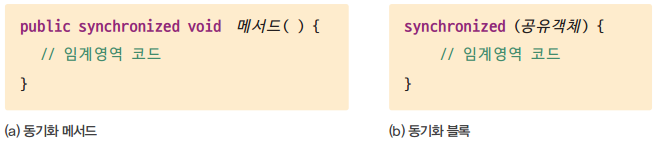 public synchronized void 메서드( ) {
// 임계영역 코드
}
(a) 동기화 메서드
synchronized (공유객체) {
// 임계영역 코드
}
(b) 동기화 블록